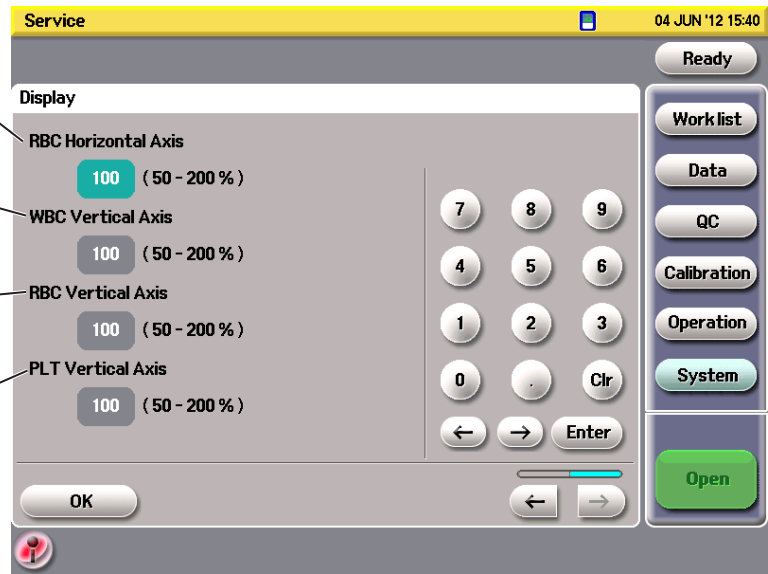 Service
04 JUN '12 15:40
Ready
Display
RBC Horizontal Axis
100 (50-200%)
WBC Vertical Axis
100 (50-200%)
RBC Vertical Axis
100 (50-200%)
PLT Vertical Axis
100 (50-200%)
7 8 9
4 5 6
1 2 3
0 . Clr
← → Enter
OK
← →
Work list
Data
QC
Calibration
Operation
System
Open